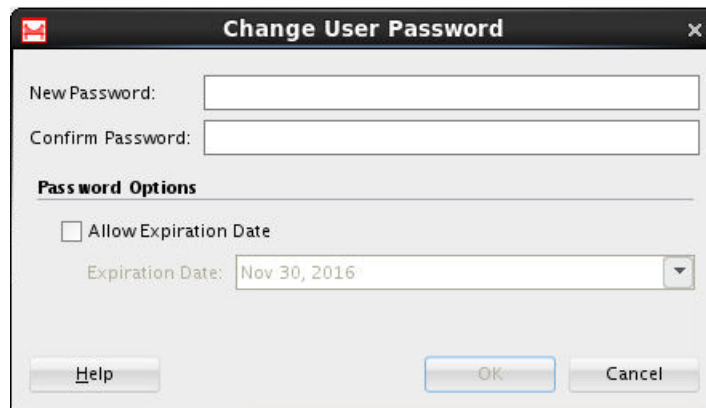 Change User Password
New Password:
Confirm Password:
Password Options
Allow Expiration Date
Expiration Date: Nov 30, 2016
Help OK Cancel